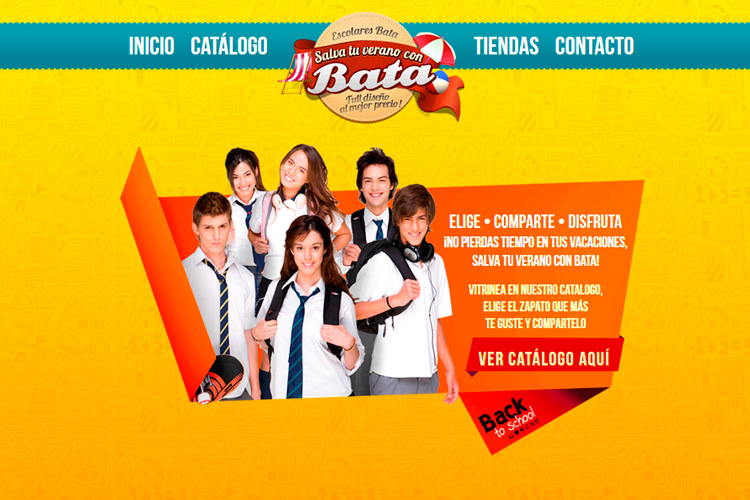 INICIO CATÁLOGO
Escolares Bata
Salva tu verano con
Bata
Full diseño
al mejor precio!
TIENDAS CONTACTO
ELIGE • COMPARTE • DISFRUTA
¡NO PIERDAS TIEMPO EN TUS VACACIONES,
SALVA TU VERANO CON BATA!
VITRINEA EN NUESTRO CATALOGO,
ELIGE EL ZAPATO QUE MÁS
TE GUSTE Y COMPARTELO
VER CATÁLOGO AQUÍ
Back
to School